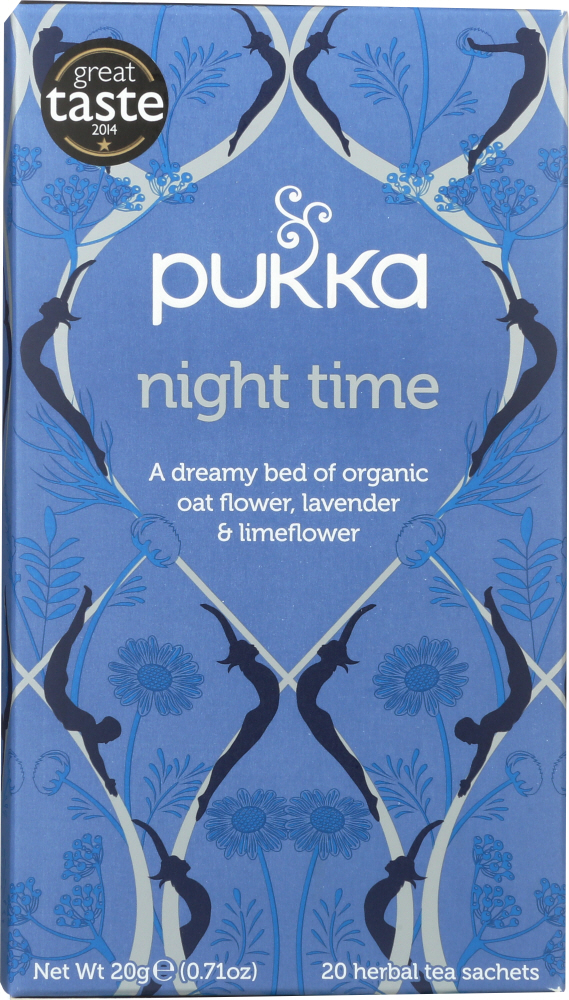 great
taste
2014
pukka
night time
A dreamy bed of organic
oat flower, lavender
& limeflower
Net Wt 20g ℮ (0.71oz)
20 herbal tea sachets